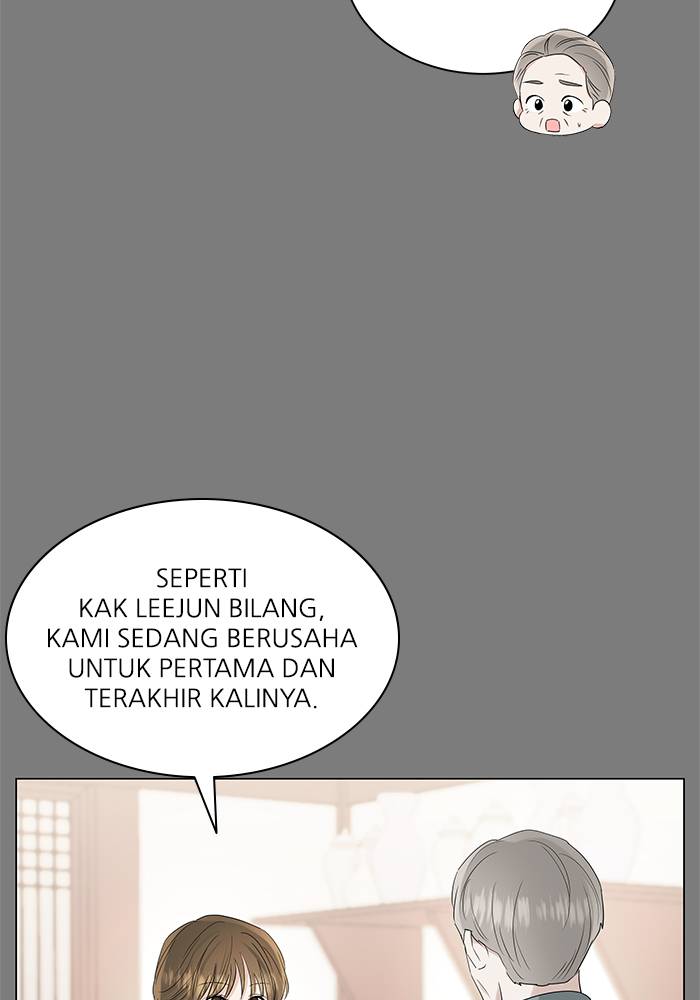 SEPERTI
KAK LEEJUN BILANG,
KAMI SEDANG BERUSAHA
UNTUK PERTAMA DAN
TERAKHIR KALINYA.